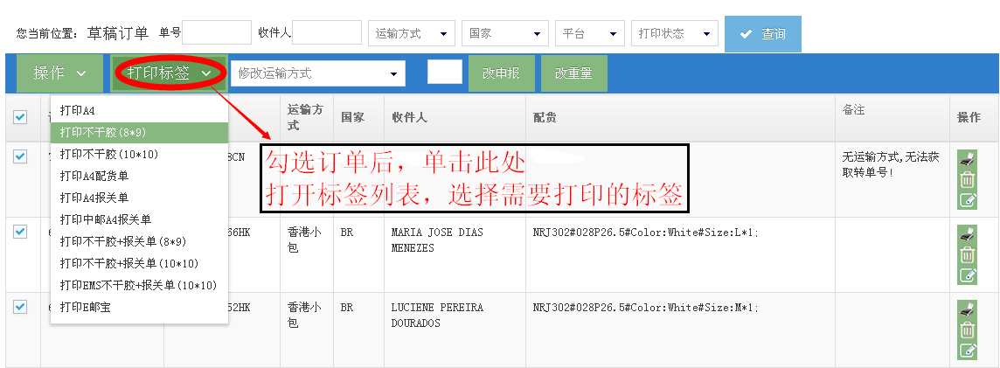 您当前位置： 草稿订单 单号 收件人 运输方式 国家 平台 打印状态 查询
操作 打印标签 修改运输方式 改申报 改重量
运输方式 国家 收件人 配货 备注 操作
打印A4
打印不干胶(8*9)
打印不干胶(10*10)
打印A4配货单
打印A4报关单
打印中邮A4报关单
打印不干胶+报关单(8*9)
打印不干胶+报关单(10*10)
打印EMS不干胶+报关单(10*10)
打印E邮宝
勾选订单后，单击此处
打开标签列表，选择需要打印的标签
8CN 无运输方式,无法获
取转单号!
66HK 香港小 BR MARIA JOSE DIAS NRJ302#028P26.5#Color:White#Size:L*1;
包 MENEZES
52HK 香港小 BR LUCIENE PEREIRA NRJ302#028P26.5#Color:White#Size:M*1;
包 DOURADOS